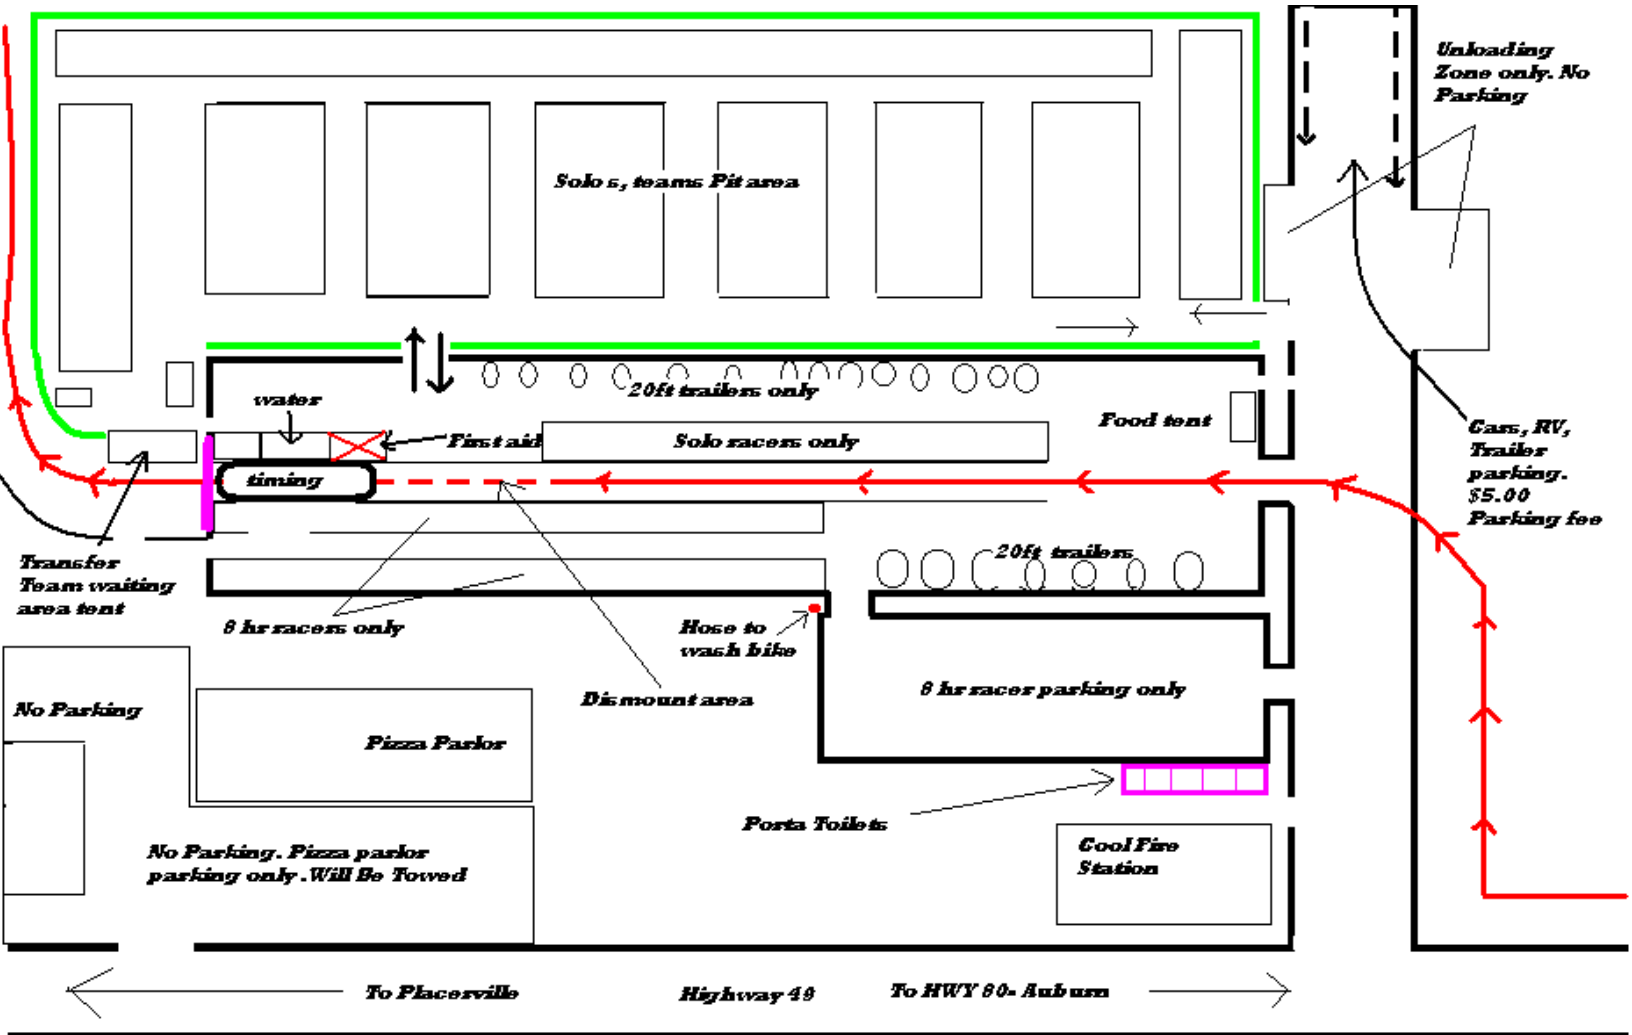 Unloading
Zone only. No
Parking
Solo s, teams Pit area
20ft trailers only
water
Food tent
First aid
Solo racers only
Cars, RV,
Trailer
parking.
$5.00
Parking fee
timing
20ft trailers
Transfer
Team waiting
area tent
8 hr racers only
Hose to
wash bike
Dismount area
8 hr racer parking only
No Parking
Pizza Parlor
Porta Toilets
No Parking. Pizza parlor
parking only .Will Be Towed
Cool Fire
Station
To Placerville
Highway 49
To HWY 80- Auburn